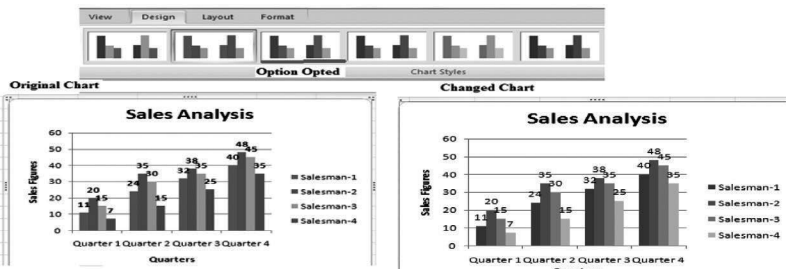 View Design Layout Format
Option Opted
Chart Styles
Original Chart
Changed Chart
Sales Analysis
60
50
40
30
20
10
0
Sales Figures
11 20 15 7
24 35 30 15
32 38 35 25
40 48 45 35
Quarter 1 Quarter 2 Quarter 3 Quarter 4
Quarters
Salesman-1
Salesman-2
Salesman-3
Salesman-4
Sales Analysis
60
50
40
30
20
10
0
Sales Figures
11 20 15 7
24 35 30 15
32 38 35 25
40 48 45 35
Quarter 1 Quarter 2 Quarter 3 Quarter 4
Salesman-1
Salesman-2
Salesman-3
Salesman-4